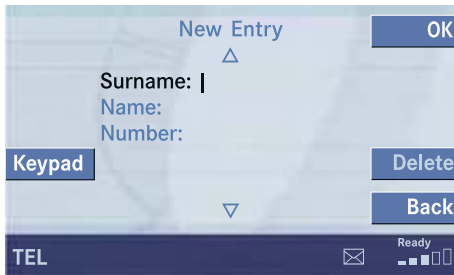 New Entry
OK
Surname:
Name:
Number:
Keypad
Delete
Back
TEL
Ready